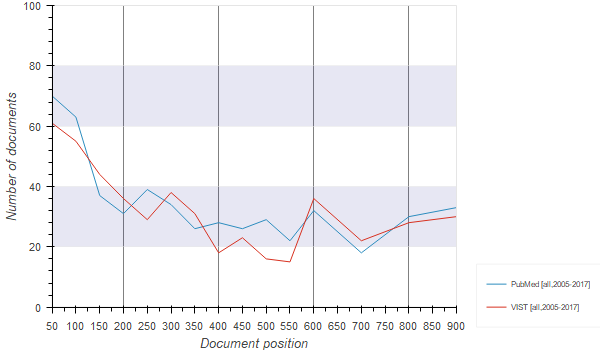 100
80
60
40
20
0
Number of documents
50 100 150 200 250 300 350 400 450 500 550 600 650 700 750 800 850 900
Document position
PubMed [all,2005-2017]
VIST [all,2005-2017]